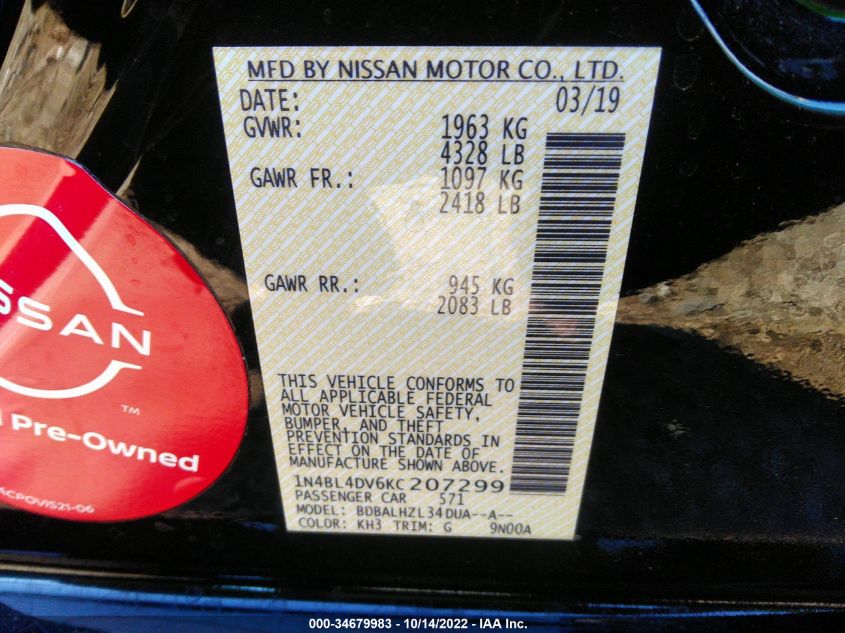 MFD BY NISSAN MOTOR CO., LTD.
DATE: 03/19
GVWR: 1963 KG
4328 LB
GAWR FR.: 1097 KG
2418 LB
GAWR RR.: 945 KG
2083 LB
THIS VEHICLE CONFORMS TO
ALL APPLICABLE FEDERAL
MOTOR VEHICLE SAFETY,
BUMPER, AND THEFT
PREVENTION STANDARDS IN
EFFECT ON THE DATE OF
MANUFACTURE SHOWN ABOVE.
1N4BL4DV6KC207299
PASSENGER CAR 571
MODEL: BDBALHZL34DUA--A--
COLOR: KH3 TRIM: G 9N00A
SSAN
TM
Pre-Owned
CPOVIS21-06
000-34679983 - 10/14/2022 - IAA Inc.